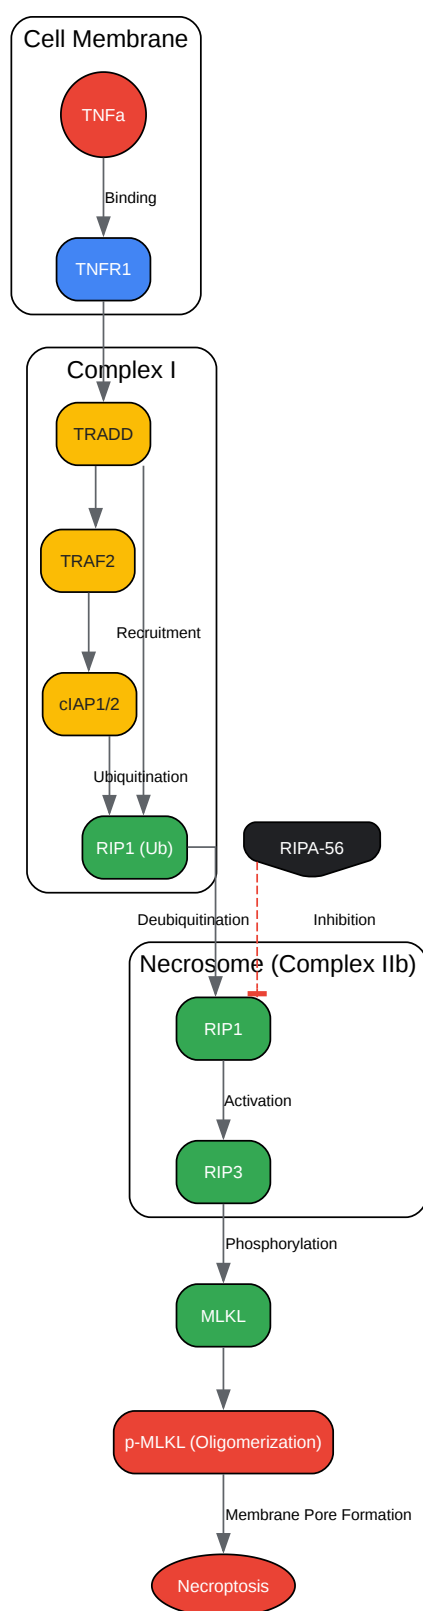 Cell Membrane
TNFa
Binding
TNFR1
Complex I
TRADD
TRAF2
Recruitment
cIAP1/2
Ubiquitination
RIP1 (Ub)
RIPA-56
Deubiquitination
Inhibition
Necrosome (Complex IIb)
RIP1
Activation
RIP3
Phosphorylation
MLKL
p-MLKL (Oligomerization)
Membrane Pore Formation
Necroptosis